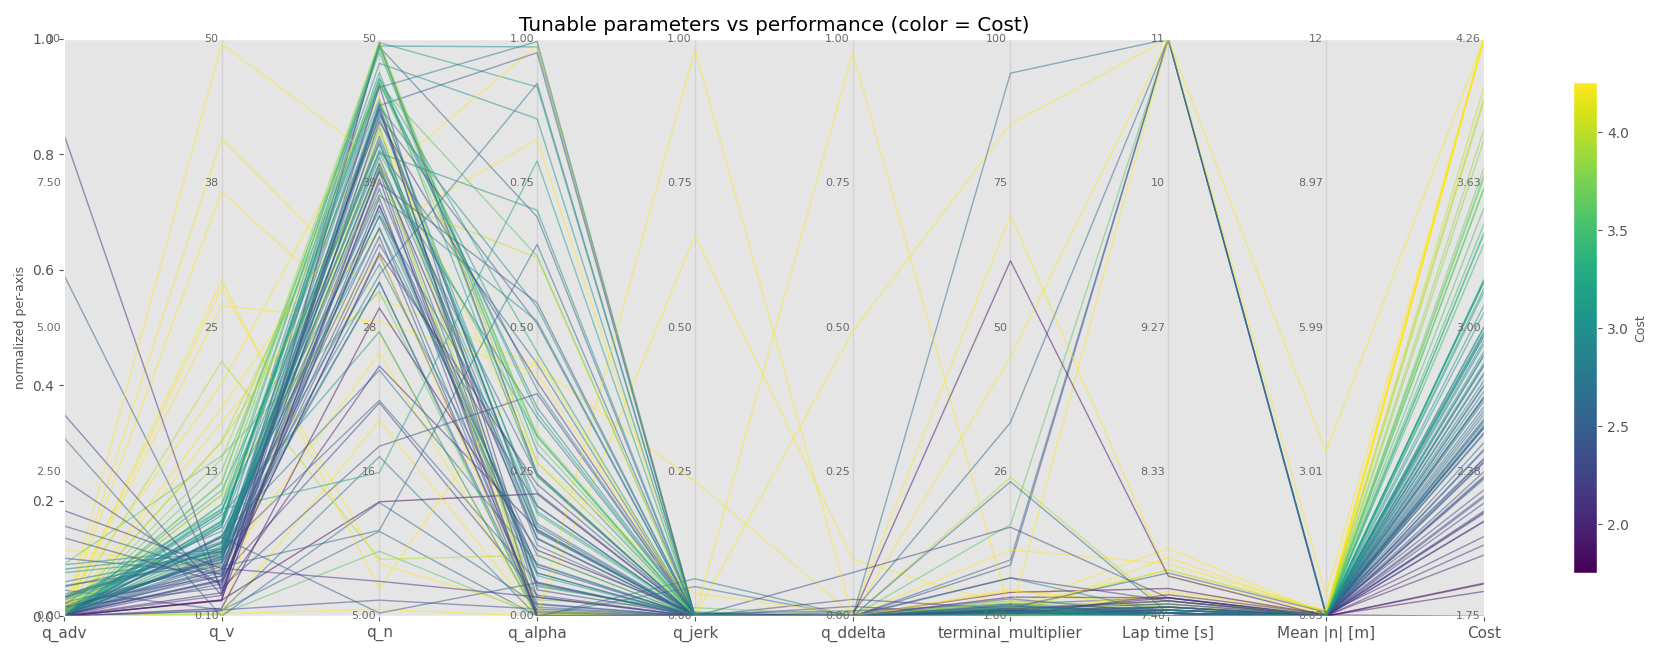 Tunable parameters vs performance (color = Cost)
1.0 10 50 50 1.00 1.00 1.00 100 11 12 4.26
0.8
7.50 38 39 0.75 0.75 0.75 75 10 8.97 3.63
0.6
5.00 25 28 0.50 0.50 0.50 50 9.27 5.99 3.00
0.4
2.50 13 16 0.25 0.25 0.25 26 8.33 3.01 2.38
0.2
0.00 0.10 5.00 0.00 0.00 0.00 1.00 7.40 1.75
q_adv q_v q_n q_alpha q_jerk q_ddelta terminal_multiplier Lap time [s] Mean |n| [m] Cost
normalized per-axis
4.0
3.5
3.0
2.5
2.0
Cost